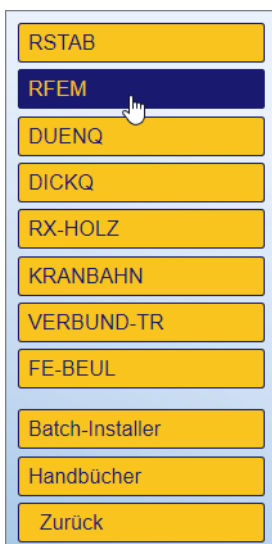 RSTAB
RFEM
DUENQ
DICKQ
RX-HOLZ
KRANBAHN
VERBUND-TR
FE-BEUL
Batch-Installer
Handbücher
Zurück